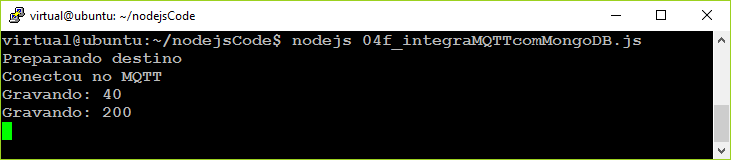 virtual@ubuntu: ~/nodejsCode
virtual@ubuntu:~/nodejsCode$ nodejs 04f_integraMQTTcomMongoDB.js
Preparando destino
Conectou no MQTT
Gravando: 40
Gravando: 200